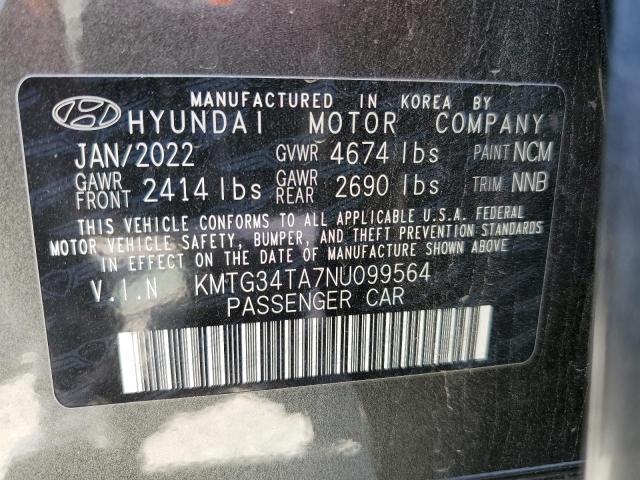 MANUFACTURED IN KOREA BY
HYUNDAI MOTOR COMPANY
JAN/2022 GVWR 4674 lbs PAINT NCM
GAWR FRONT 2414 lbs GAWR REAR 2690 lbs TRIM NNB
THIS VEHICLE CONFORMS TO ALL APPLICABLE U.S.A. FEDERAL
MOTOR VEHICLE SAFETY, BUMPER, AND THEFT PREVENTION STANDARDS
IN EFFECT ON THE DATE OF MANUFACTURE SHOWN ABOVE.
V.I.N KMTG34TA7NU099564
PASSENGER CAR